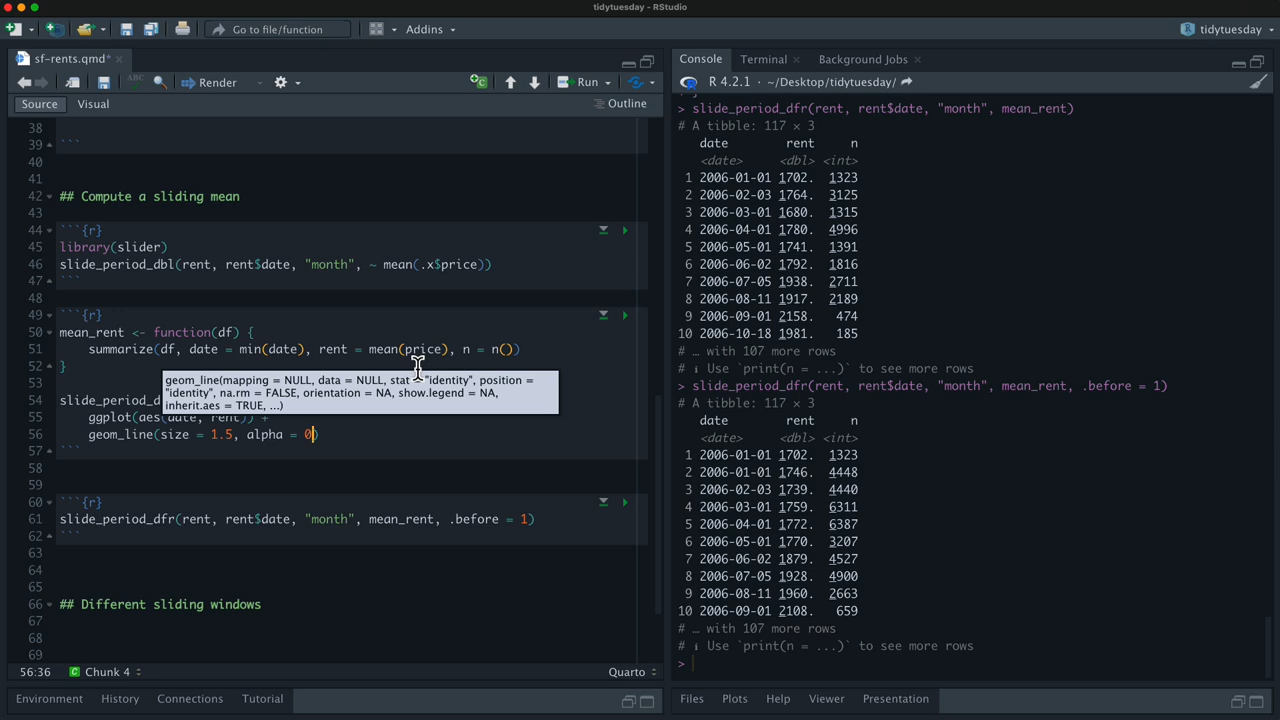 tidytuesday - RStudio
Go to file/function
Addins
tidytuesday
sf-rents.qmd*
ABC
Render
Run
Source
Visual
Outline
38
39 ```
40
41
42 ## Compute a sliding mean
43
44 ```{r}
45 library(slider)
46 slide_period_dbl(rent, rent$date, "month", ~ mean(.x$price))
47 ```
48
49 ```{r}
50 mean_rent <- function(df) {
51 summarize(df, date = min(date), rent = mean(price), n = n())
52 }
geom_line(mapping = NULL, data = NULL, stat = "identity", position =
"identity", na.rm = FALSE, orientation = NA, show.legend = NA,
inherit.aes = TRUE, ...)
53
54 slide_period_d
55 ggplot(aes(date, rent)) +
56 geom_line(size = 1.5, alpha = 0)
57 ```
58
59
60 ```{r}
61 slide_period_dfr(rent, rent$date, "month", mean_rent, .before = 1)
62 ```
63
64
65
66 ## Different sliding windows
67
68
69
56:36
Chunk 4
Quarto
Environment
History
Connections
Tutorial
Console
Terminal
Background Jobs
R 4.2.1 · ~/Desktop/tidytuesday/
> slide_period_dfr(rent, rent$date, "month", mean_rent)
# A tibble: 117 × 3
date rent n
<date> <dbl> <int>
1 2006-01-01 1702. 1323
2 2006-02-03 1764. 3125
3 2006-03-01 1680. 1315
4 2006-04-01 1780. 4996
5 2006-05-01 1741. 1391
6 2006-06-02 1792. 1816
7 2006-07-05 1938. 2711
8 2006-08-11 1917. 2189
9 2006-09-01 2158. 474
10 2006-10-18 1981. 185
# … with 107 more rows
# ℹ Use `print(n = ...)` to see more rows
> slide_period_dfr(rent, rent$date, "month", mean_rent, .before = 1)
# A tibble: 117 × 3
date rent n
<date> <dbl> <int>
1 2006-01-01 1702. 1323
2 2006-01-01 1746. 4448
3 2006-02-03 1739. 4440
4 2006-03-01 1759. 6311
5 2006-04-01 1772. 6387
6 2006-05-01 1770. 3207
7 2006-06-02 1879. 4527
8 2006-07-05 1928. 4900
9 2006-08-11 1960. 2663
10 2006-09-01 2108. 659
# … with 107 more rows
# ℹ Use `print(n = ...)` to see more rows
>
Files
Plots
Help
Viewer
Presentation